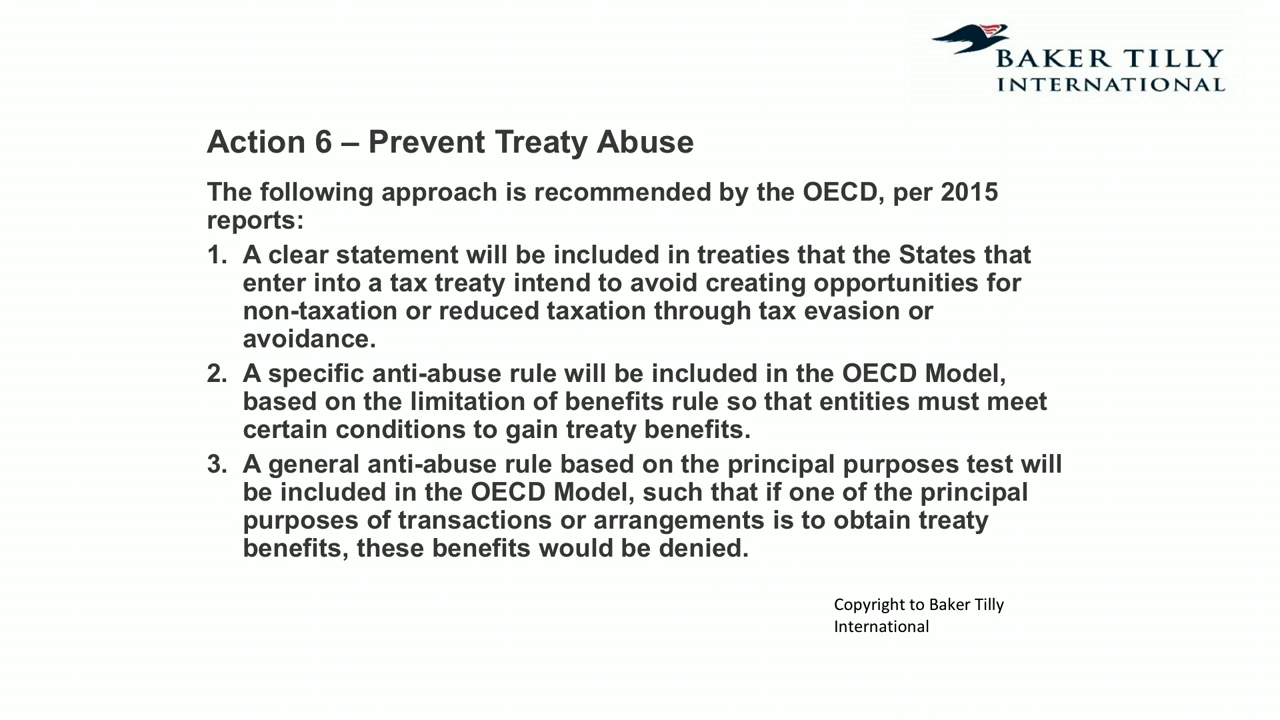 BAKER TILLY
INTERNATIONAL
Action 6 – Prevent Treaty Abuse
The following approach is recommended by the OECD, per 2015
reports:
1. A clear statement will be included in treaties that the States that
enter into a tax treaty intend to avoid creating opportunities for
non-taxation or reduced taxation through tax evasion or
avoidance.
2. A specific anti-abuse rule will be included in the OECD Model,
based on the limitation of benefits rule so that entities must meet
certain conditions to gain treaty benefits.
3. A general anti-abuse rule based on the principal purposes test will
be included in the OECD Model, such that if one of the principal
purposes of transactions or arrangements is to obtain treaty
benefits, these benefits would be denied.
Copyright to Baker Tilly
International